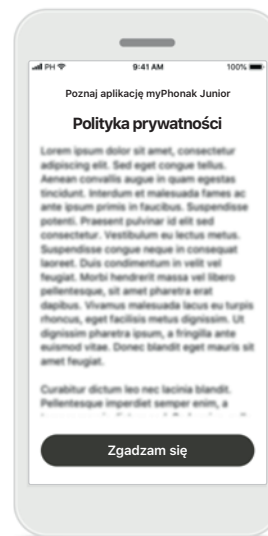 PH
9:41 AM
100%
Poznaj aplikację myPhonak Junior
Polityka prywatności
Lorem ipsum dolor sit amet, consectetur
adipiscing elit. Sed eget congue tellus.
Aenean convallis augue in quam egestas
tincidunt. Interdum et malesuada fames ac
ante ipsum primis in faucibus. Suspendisse
potenti. Praesent pulvinar id elit sed
consectetur. Vestibulum eu lectus metus.
Suspendisse congue neque in consequat
laoreet. Duis condimentum in velit vel
feugiat. Morbi hendrerit massa vel libero
pellentesque, sit amet pharetra erat
dapibus. Vivamus malesuada lacus eu turpis
rhoncus, eget facilisis metus dignissim. Ut
dignissim pharetra ipsum, a fringilla ante
euismod vitae. Donec blandit eget mauris sit
amet feugiat.
Curabitur dictum leo nec lacinia blandit.
Pellentesque imperdiet semper enim, a
Zgadzam się